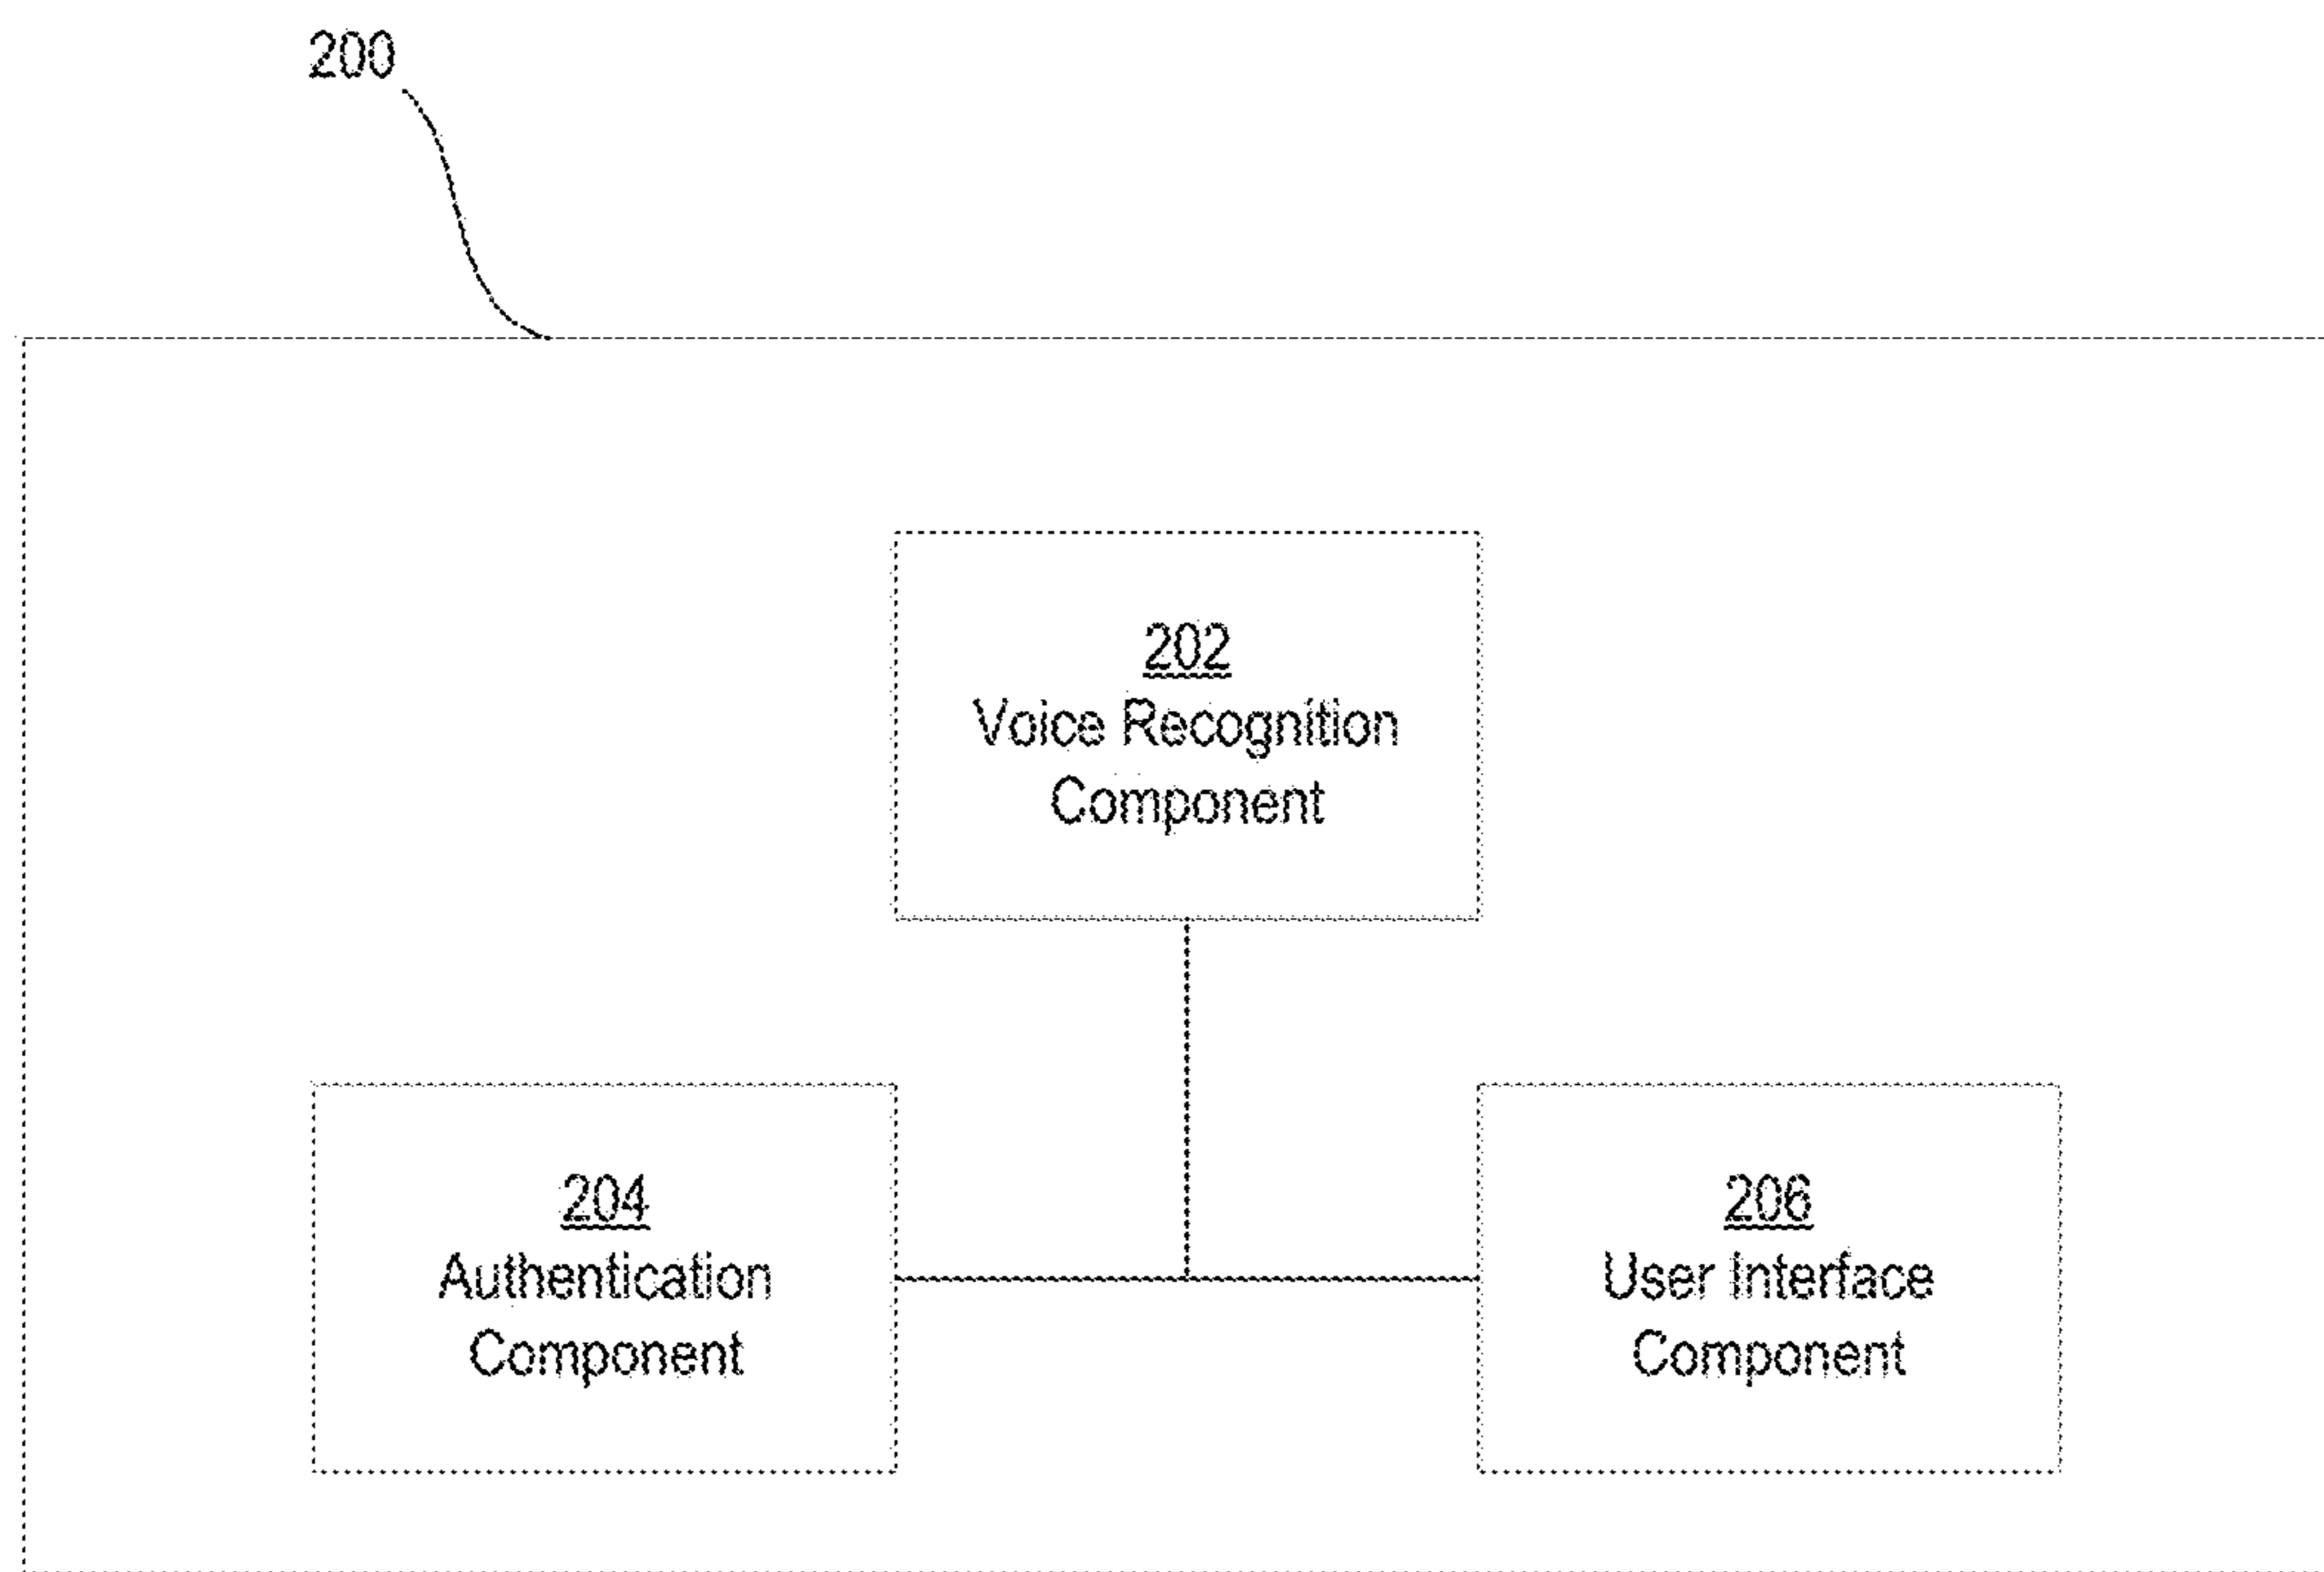 200
202
Voice Recognition
Component
204
Authentication
Component
206
User Interface
Component